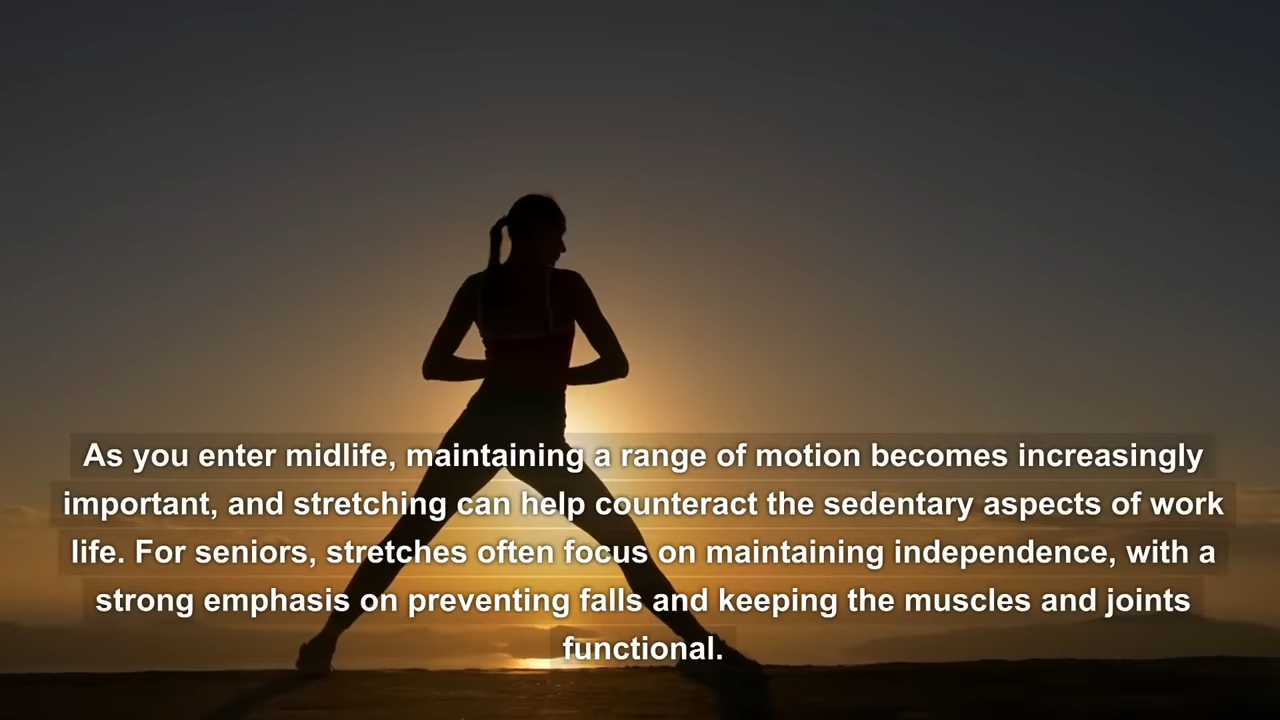 As you enter midlife, maintaining a range of motion becomes increasingly
important, and stretching can help counteract the sedentary aspects of work
life. For seniors, stretches often focus on maintaining independence, with a
strong emphasis on preventing falls and keeping the muscles and joints
functional.